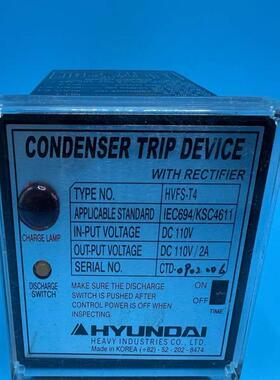 CONDENSER TRIP DEVICE
WITH RECTIFIER
TYPE NO. HVFS-T4
APPLICABLE STANDARD IEC694/KSC4611
IN-PUT VOLTAGE DC 110V
OUT-PUT VOLTAGE DC 110V/2A
SERIAL NO. CTD-
CHARGE LAMP
DISCHARGE
SWITCH
MAKE SURE THE DISCHARGE
SWITCH IS PUSHED AFTER
CONTROL POWER IS OFF WHEN
INSPECTING.
ON
OFF
TIME
HYUNDAI
HEAVY INDUSTRIES CO., LTD.
Made in KOREA (+82) - 52 - 202 - 8474